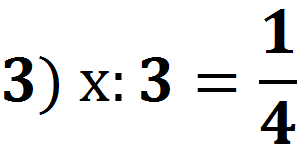 3) x: 3 = 1/4